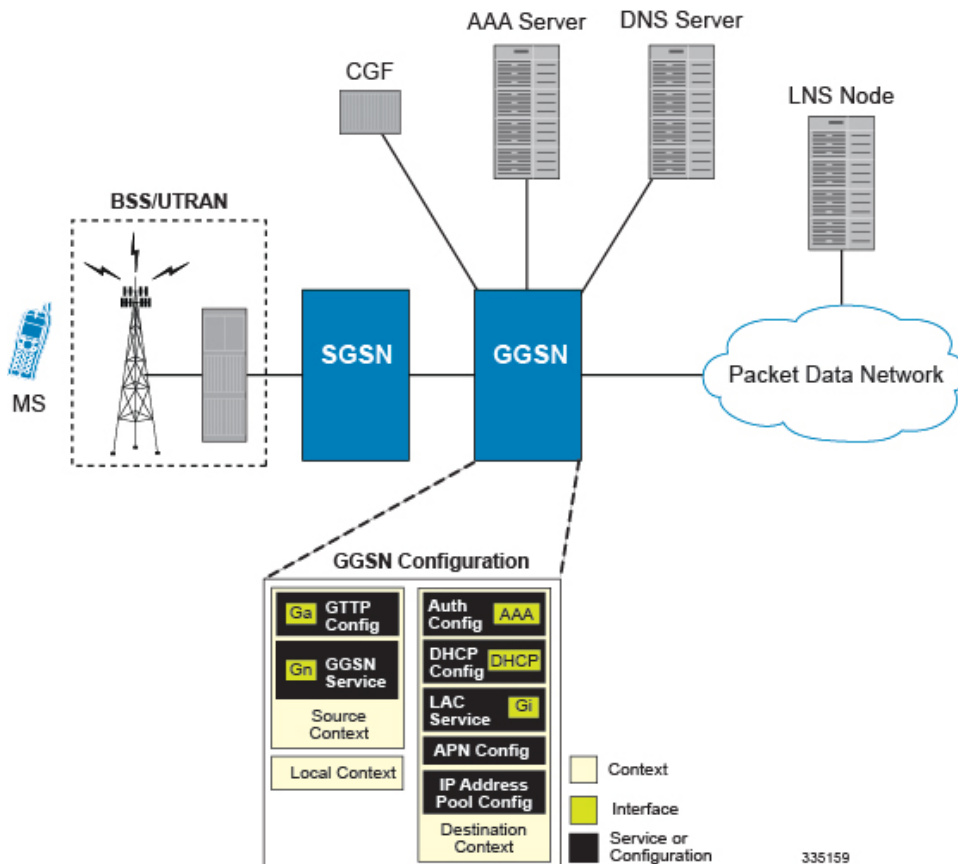 AAA Server
DNS Server
CGF
LNS Node
BSS/UTRAN
MS
SGSN
GGSN
Packet Data Network
GGSN Configuration
Ga
GTTP
Config
Gn
GGSN
Service
Source
Context
Local Context
Auth
Config
AAA
DHCP
Config
DHCP
LAC
Service
Gi
APN Config
IP Address
Pool Config
Destination
Context
Context
Interface
Service or
Configuration
335159